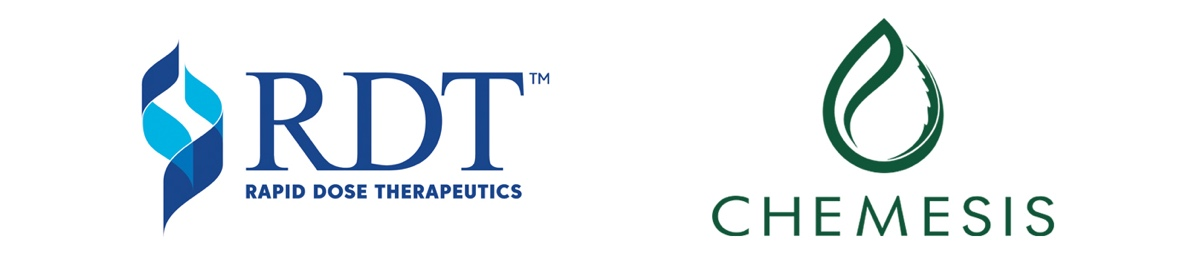 RDT™
RAPID DOSE THERAPEUTICS
CHEMESIS